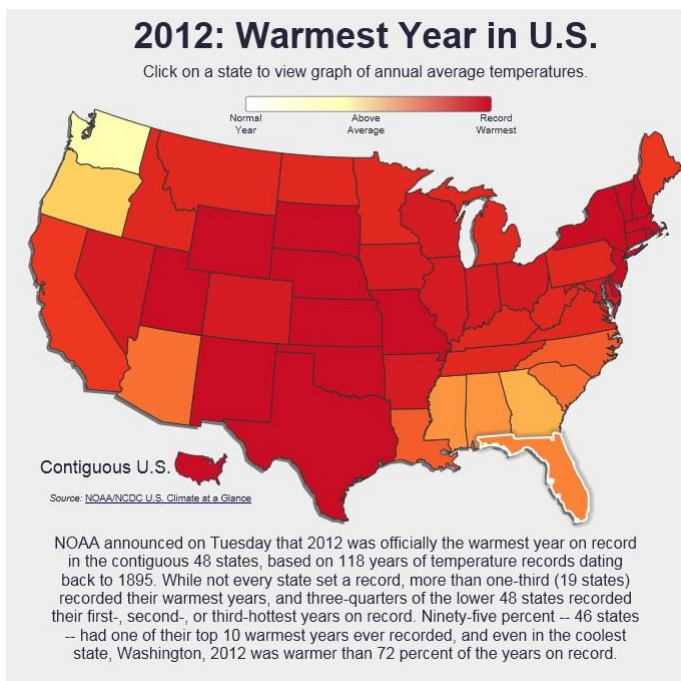 2012: Warmest Year in U.S.
Click on a state to view graph of annual average temperatures.
Normal Year
Above Average
Record Warmest
Contiguous U.S.
Source: NOAA/NCDC U.S. Climate at a Glance
NOAA announced on Tuesday that 2012 was officially the warmest year on record
in the contiguous 48 states, based on 118 years of temperature records dating
back to 1895. While not every state set a record, more than one-third (19 states)
recorded their warmest years, and three-quarters of the lower 48 states recorded
their first-, second-, or third-hottest years on record. Ninety-five percent -- 46 states
-- had one of their top 10 warmest years ever recorded, and even in the coolest
state, Washington, 2012 was warmer than 72 percent of the years on record.